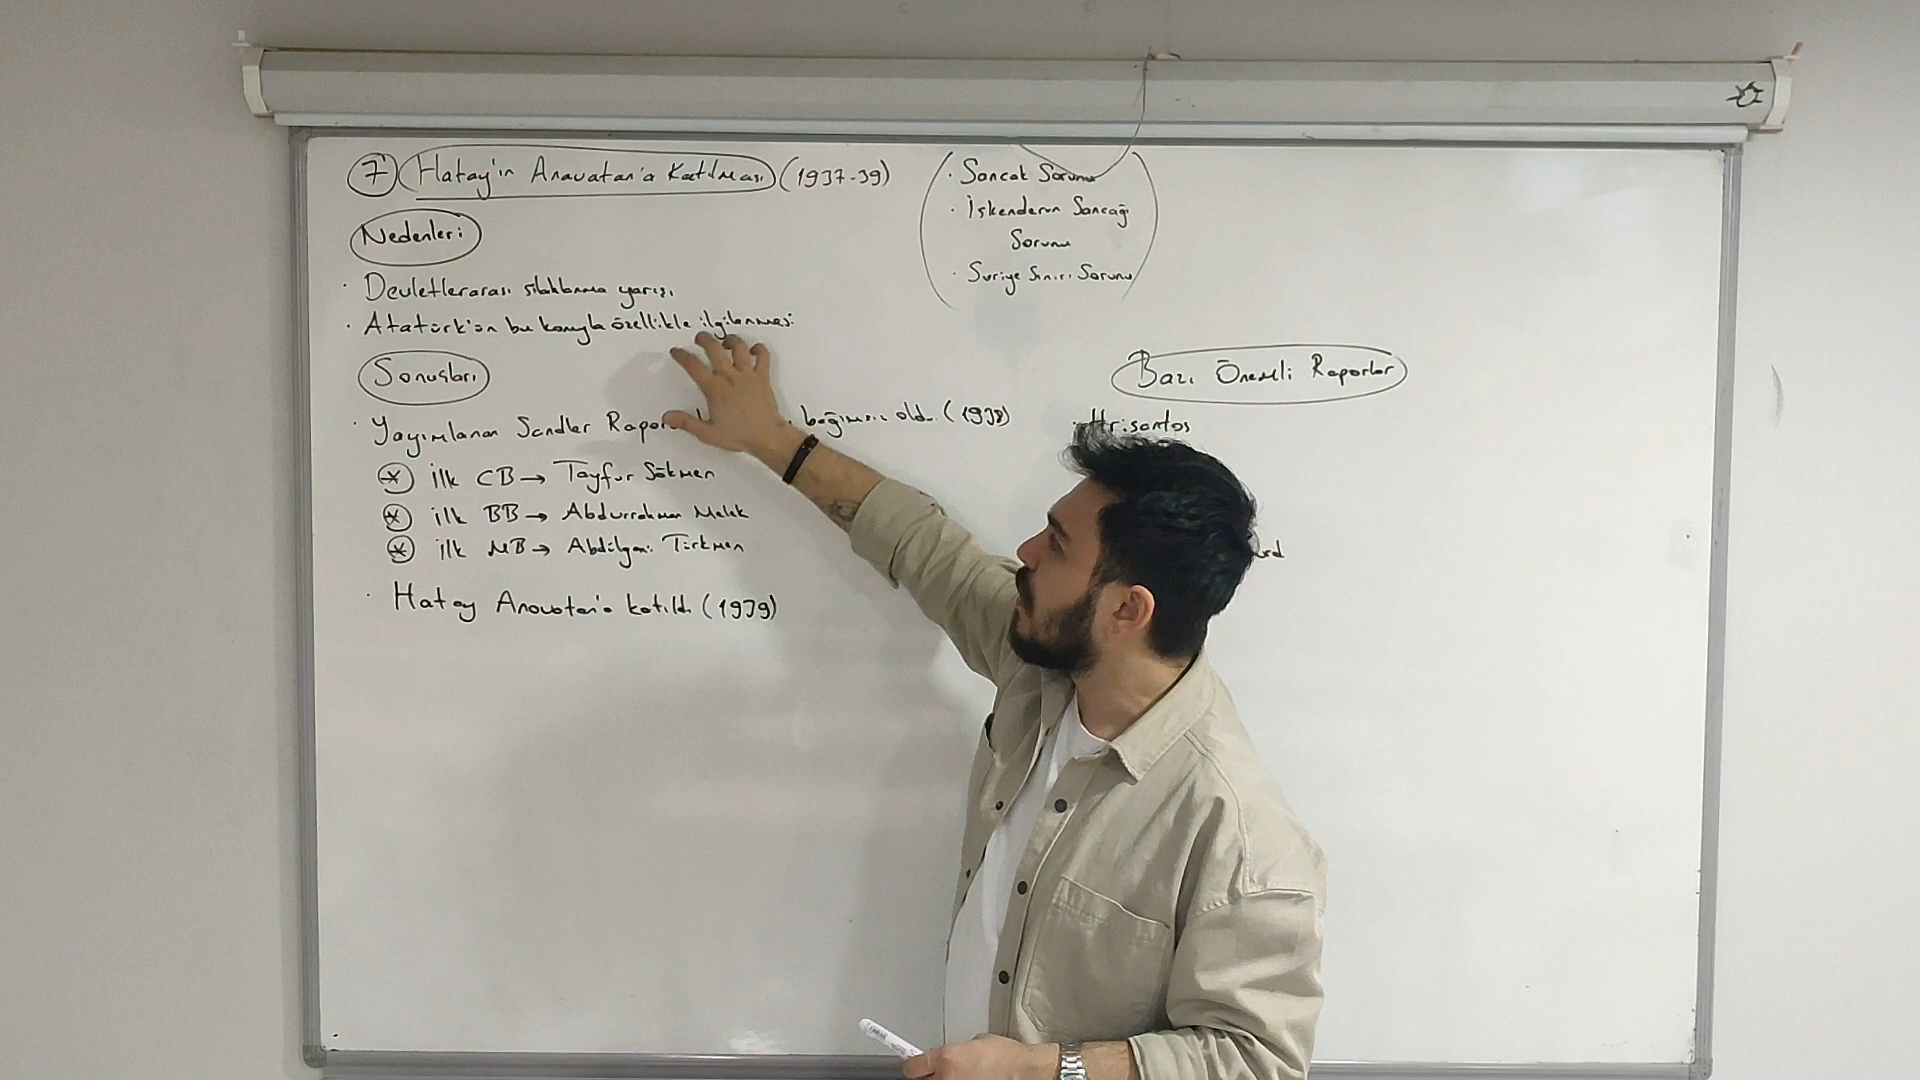 7 Hatay'ın Anavatan'a Katılması (1937-39)
Nedenleri
· Devletlerarası silahlanma yarışı
· Atatürk'ün bu konuyla özellikle ilgilenmesi
Sonuçları
· Yayımlanan Sandler Rapor bağımsız oldu (1938)
* ilk CB → Tayfur Sökmen
* ilk BB → Abdurrahman Melek
* ilk MB → Abdülgani Türkmen
· Hatay Anavatan'a katıldı (1939)
· Sancak Sorunu
· İskenderun Sancağı
Sorunu
· Suriye Sınırı Sorunu
Bazı Önemli Raporlar
· Hrisantos